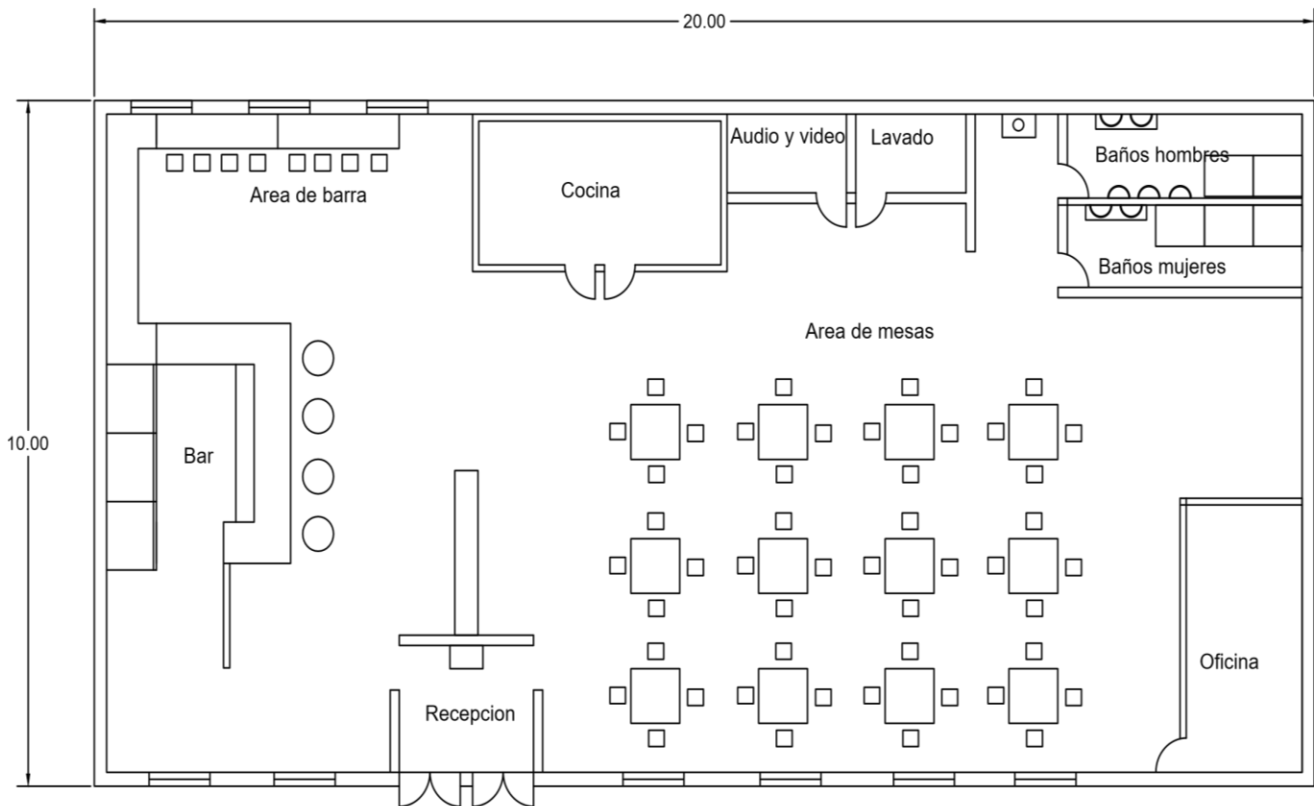 20.00
Audio y video
Lavado
Baños hombres
Area de barra
Cocina
Baños mujeres
Area de mesas
10.00
Bar
Oficina
Recepcion